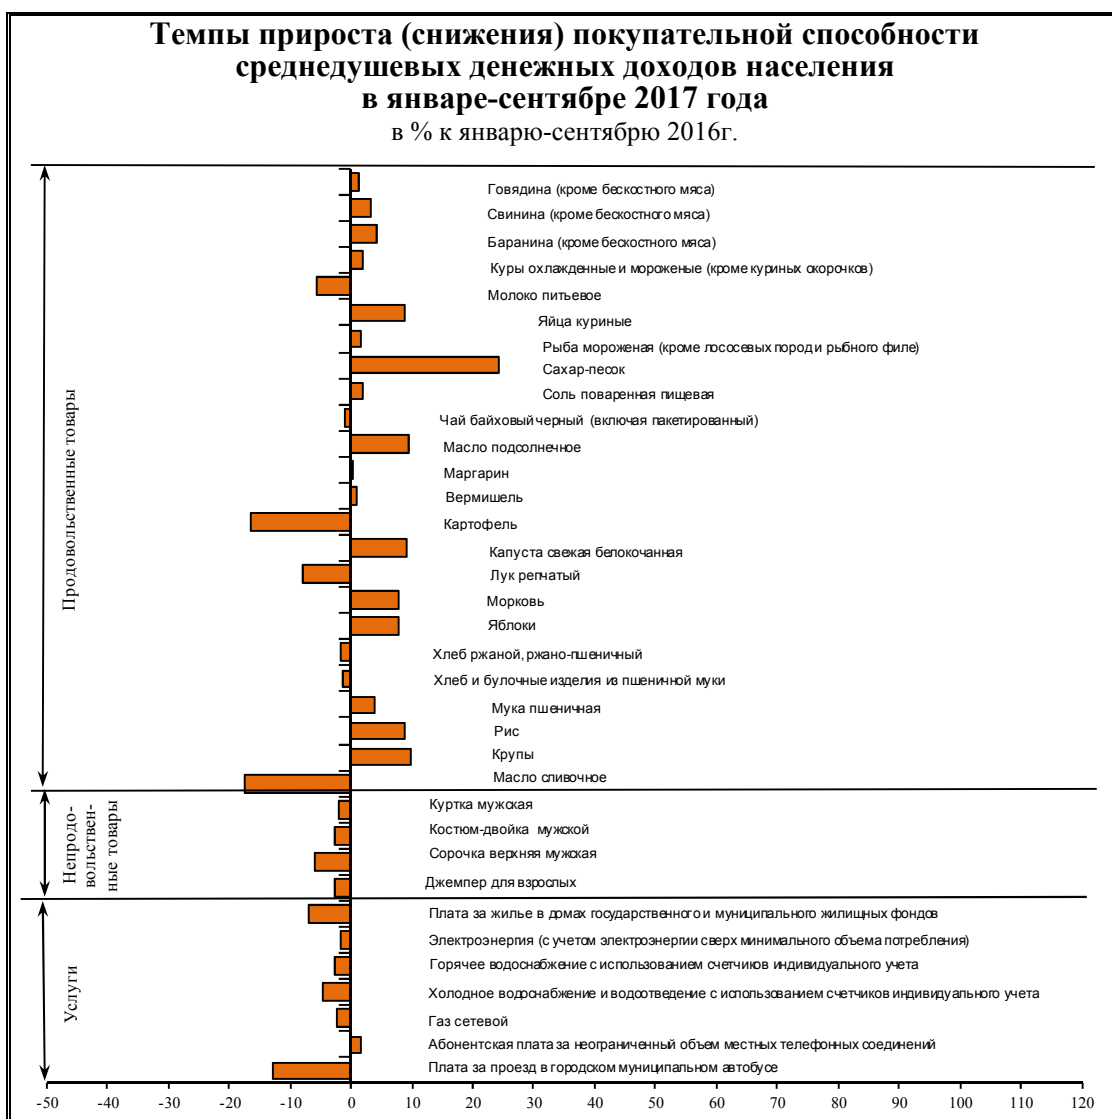 Темпы прироста (снижения) покупательной способности
среднедушевых денежных доходов населения
в январе-сентябре 2017 года
в % к январю-сентябрю 2016г.
Продовольственные товары
Говядина (кроме бескостного мяса)
Свинина (кроме бескостного мяса)
Баранина (кроме бескостного мяса)
Куры охлажденные и мороженые (кроме куриных окорочков)
Молоко питьевое
Яйца куриные
Рыба мороженая (кроме лососевых пород и рыбного филе)
Сахар-песок
Соль поваренная пищевая
Чай байховый черный (включая пакетированный)
Масло подсолнечное
Маргарин
Вермишель
Картофель
Капуста свежая белокочанная
Лук репчатый
Морковь
Яблоки
Хлеб ржаной, ржано-пшеничный
Хлеб и булочные изделия из пшеничной муки
Мука пшеничная
Рис
Крупы
Масло сливочное
Непродо-
вольствен-
ные товары
Куртка мужская
Костюм-двойка мужской
Сорочка верхняя мужская
Джемпер для взрослых
Услуги
Плата за жилье в домах государственного и муниципального жилищных фондов
Электроэнергия (с учетом электроэнергии сверх минимального объема потребления)
Горячее водоснабжение с использованием счетчиков индивидуального учета
Холодное водоснабжение и водоотведение с использованием счетчиков индивидуального учета
Газ сетевой
Абонентская плата за неограниченный объем местных телефонных соединений
Плата за проезд в городском муниципальном автобусе
-50 -40 -30 -20 -10 0 10 20 30 40 50 60 70 80 90 100 110 120